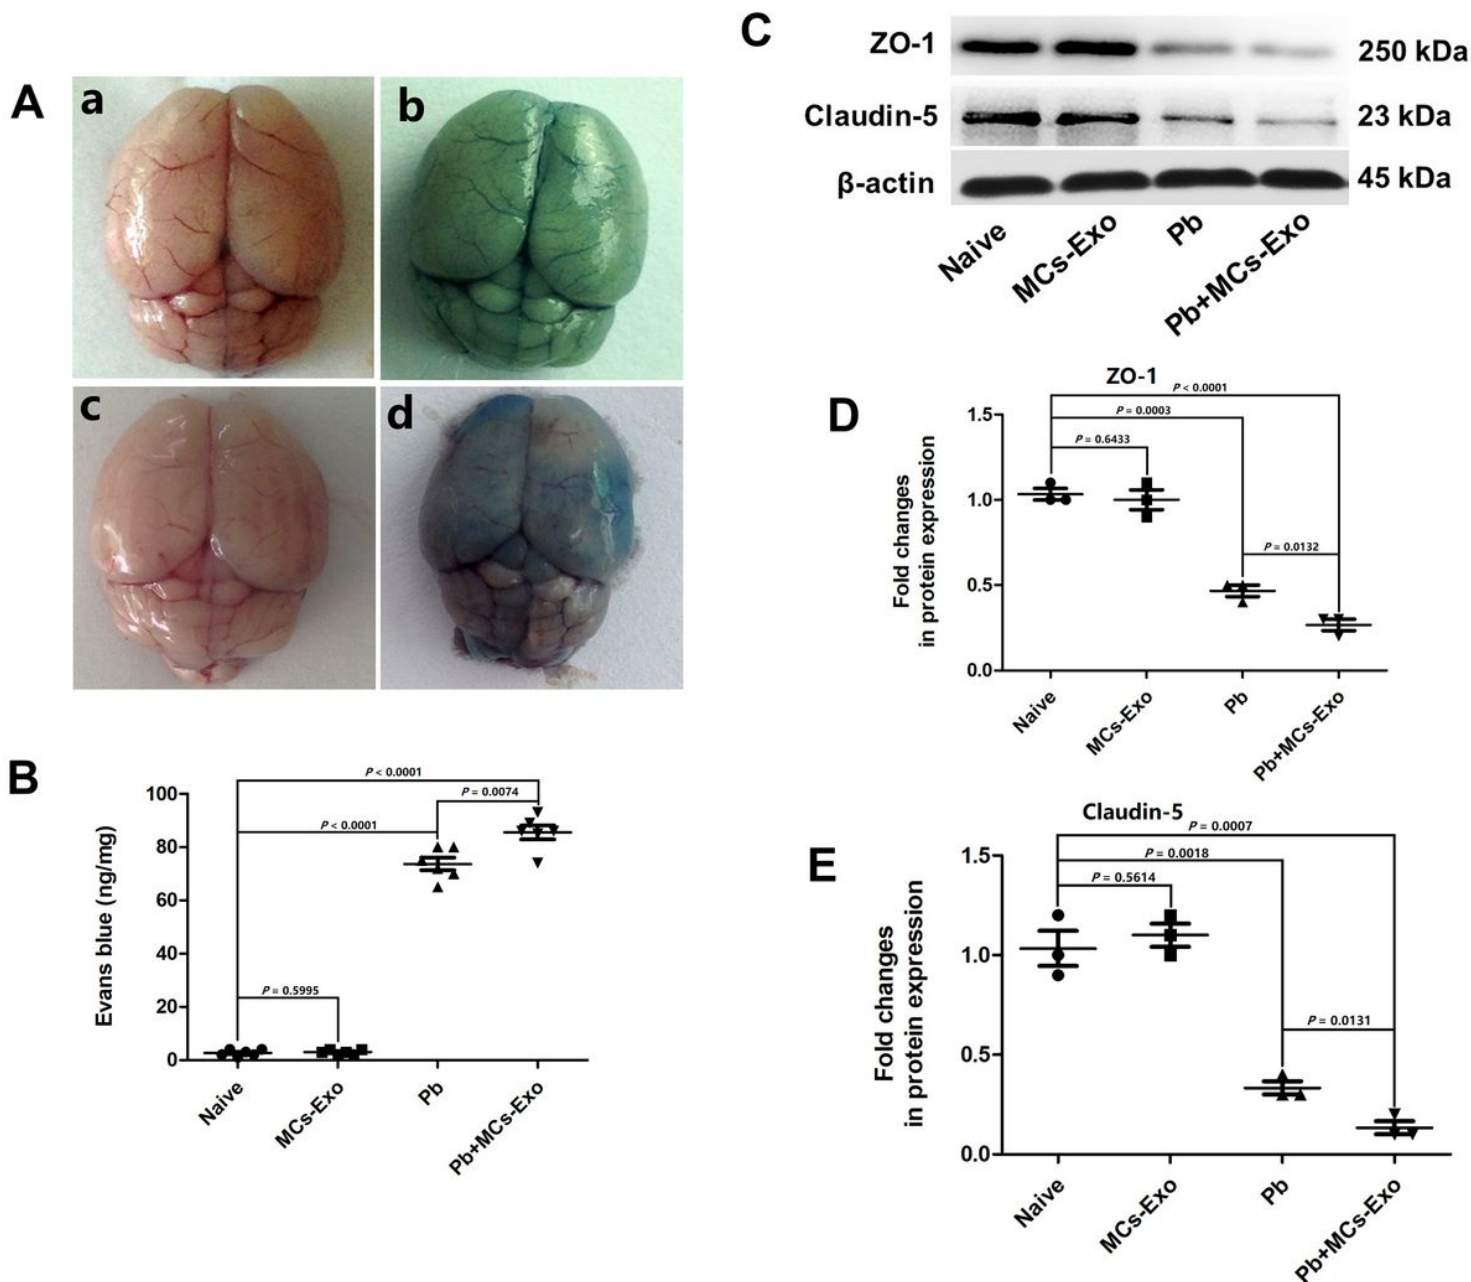 A
a
b
c
d
B
P < 0.0001
P = 0.0074
P < 0.0001
P = 0.5995
Evans blue (ng/mg)
100
80
60
40
20
0
Naive
MCs-Exo
Pb
Pb+MCs-Exo
C
ZO-1
250 kDa
Claudin-5
23 kDa
β-actin
45 kDa
Naive
MCs-Exo
Pb
Pb+MCs-Exo
D
ZO-1
P < 0.0001
P = 0.0003
P = 0.6433
P = 0.0132
Fold changes
in protein expression
1.5
1.0
0.5
0.0
Naive
MCs-Exo
Pb
Pb+MCs-Exo
E
Claudin-5
P = 0.0007
P = 0.0018
P = 0.5614
P = 0.0131
Fold changes
in protein expression
1.5
1.0
0.5
0.0
Naive
MCs-Exo
Pb
Pb+MCs-Exo